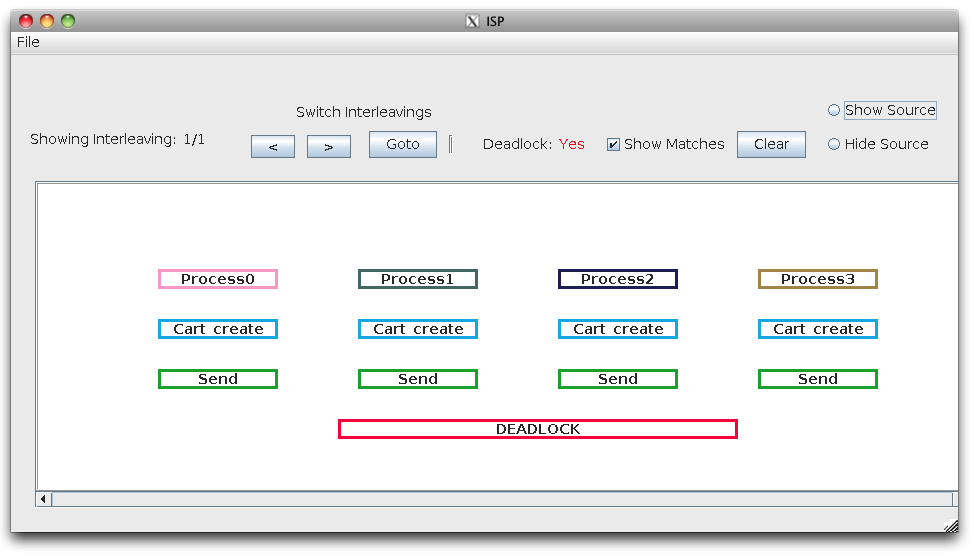 ISP
File
Switch Interleavings
Show Source
Showing Interleaving: 1/1
< > Goto Deadlock: Yes Show Matches Clear Hide Source
Process0 Process1 Process2 Process3
Cart create Cart create Cart create Cart create
Send Send Send Send
DEADLOCK